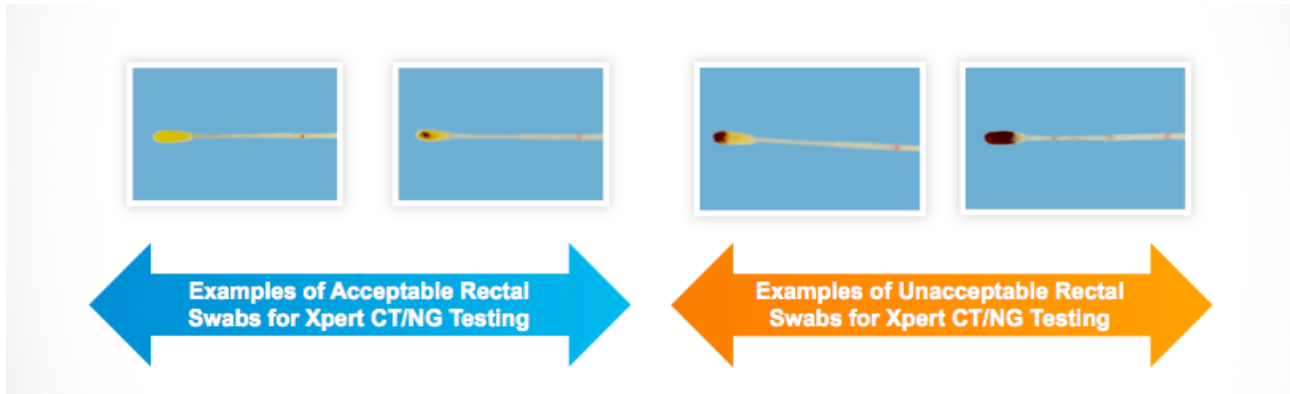 Examples of Acceptable Rectal
Swabs for Xpert CT/NG Testing
Examples of Unacceptable Rectal
Swabs for Xpert CT/NG Testing